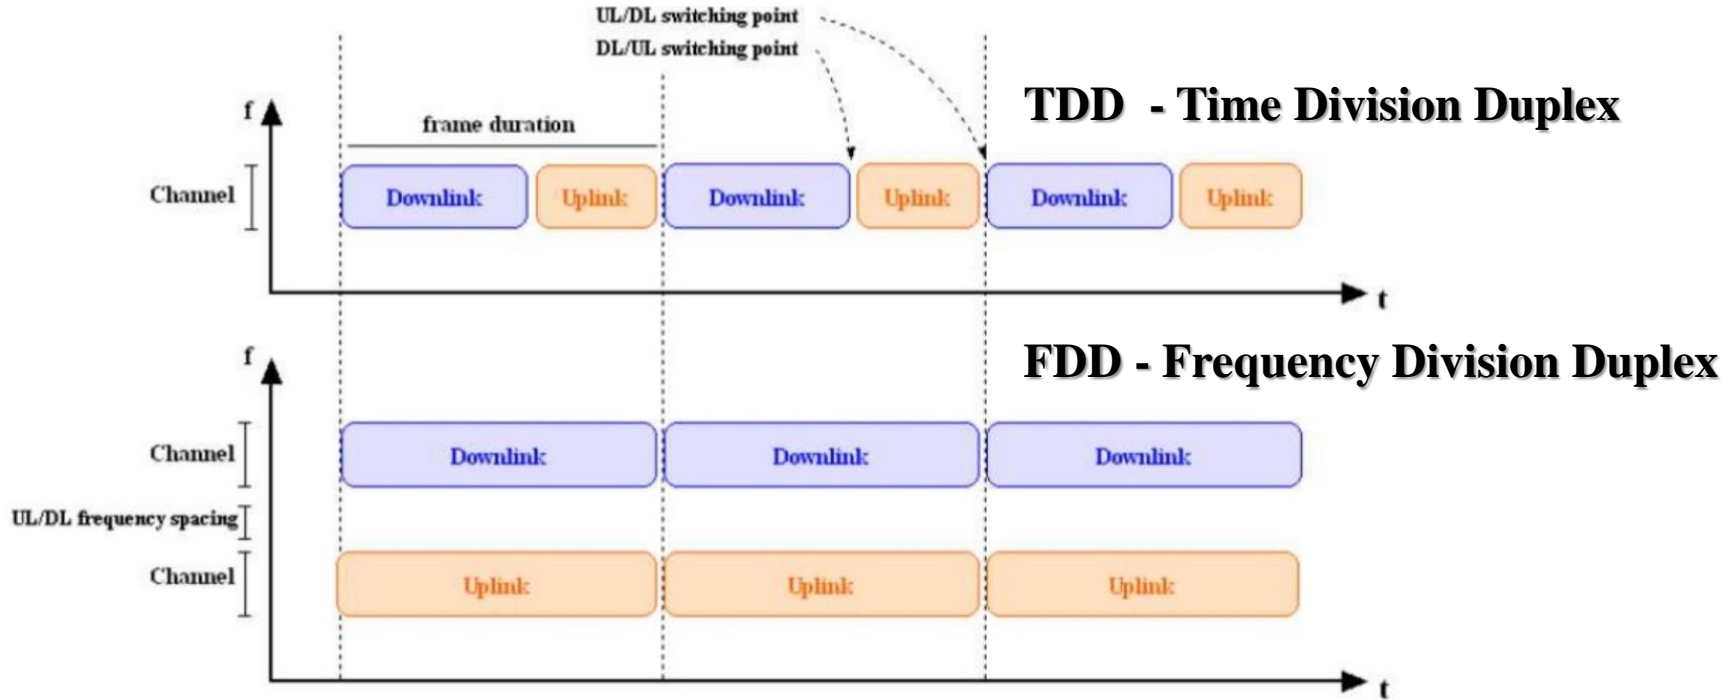 UL/DL switching point
DL/UL switching point
TDD - Time Division Duplex
f
frame duration
Channel
Downlink Uplink Downlink Uplink Downlink Uplink
t
FDD - Frequency Division Duplex
f
Channel
Downlink Downlink Downlink
UL/DL frequency spacing
Channel
Uplink Uplink Uplink
t